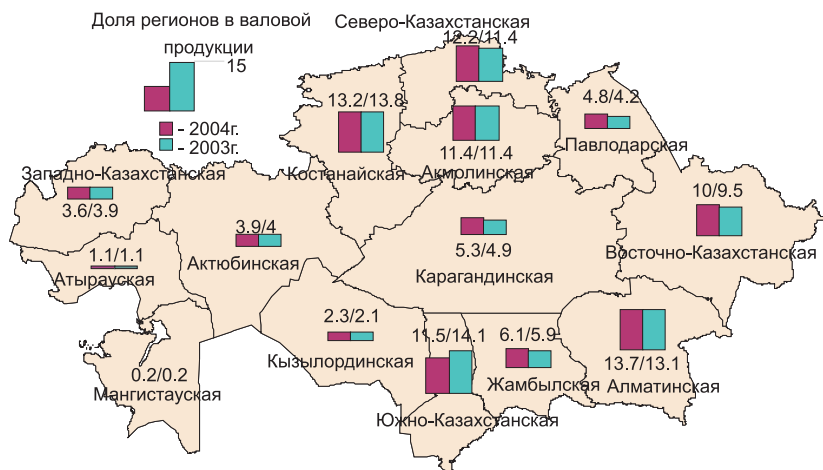 Доля регионов в валовой
продукции
15
- 2004г.
- 2003г.
Северо-Казахстанская
12.2/11.4
13.2/13.8
Костанайская
11.4/11.4
Акмолинская
4.8/4.2
Павлодарская
Западно-Казахстанская
3.6/3.9
3.9/4
Актюбинская
1.1/1.1
Атырауская
5.3/4.9
Карагандинская
10/9.5
Восточно-Казахстанская
2.3/2.1
Кызылординская
11.5/14.1
Южно-Казахстанская
6.1/5.9
Жамбылская
13.7/13.1
Алматинская
0.2/0.2
Мангистауская